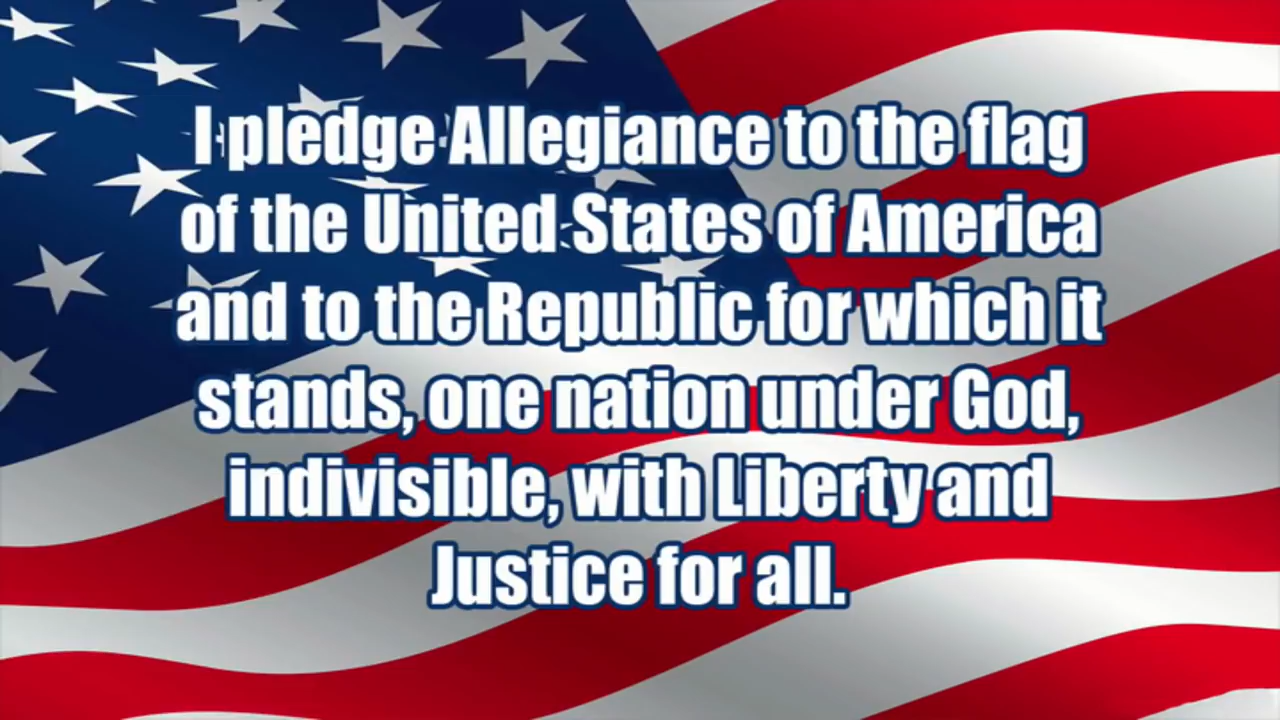 I pledge Allegiance to the flag
of the United States of America
and to the Republic for which it
stands, one nation under God,
indivisible, with Liberty and
Justice for all.